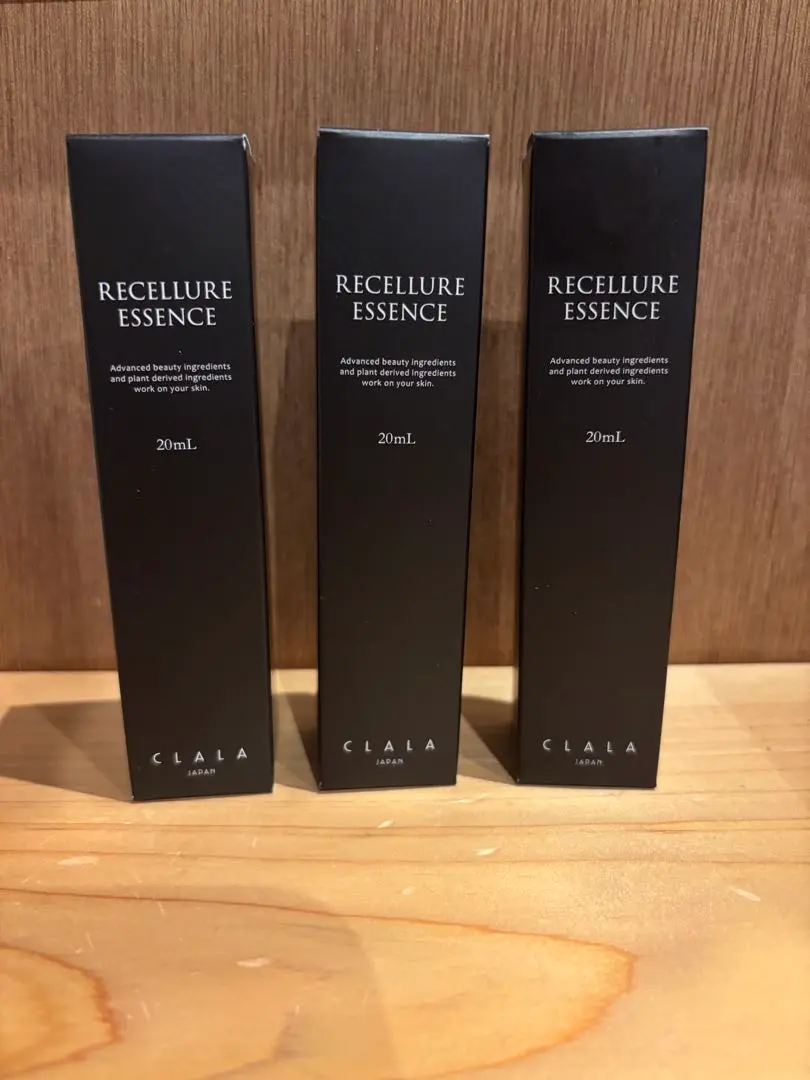 RECELLURE
ESSENCE
Advanced beauty ingredients
and plant derived ingredients
work on your skin.
20mL
CLALA
JAPAN
RECELLURE
ESSENCE
Advanced beauty ingredients
and plant derived ingredients
work on your skin.
20mL
CLALA
JAPAN
RECELLURE
ESSENCE
Advanced beauty ingredients
and plant derived ingredients
work on your skin.
20mL
CLALA
JAPAN